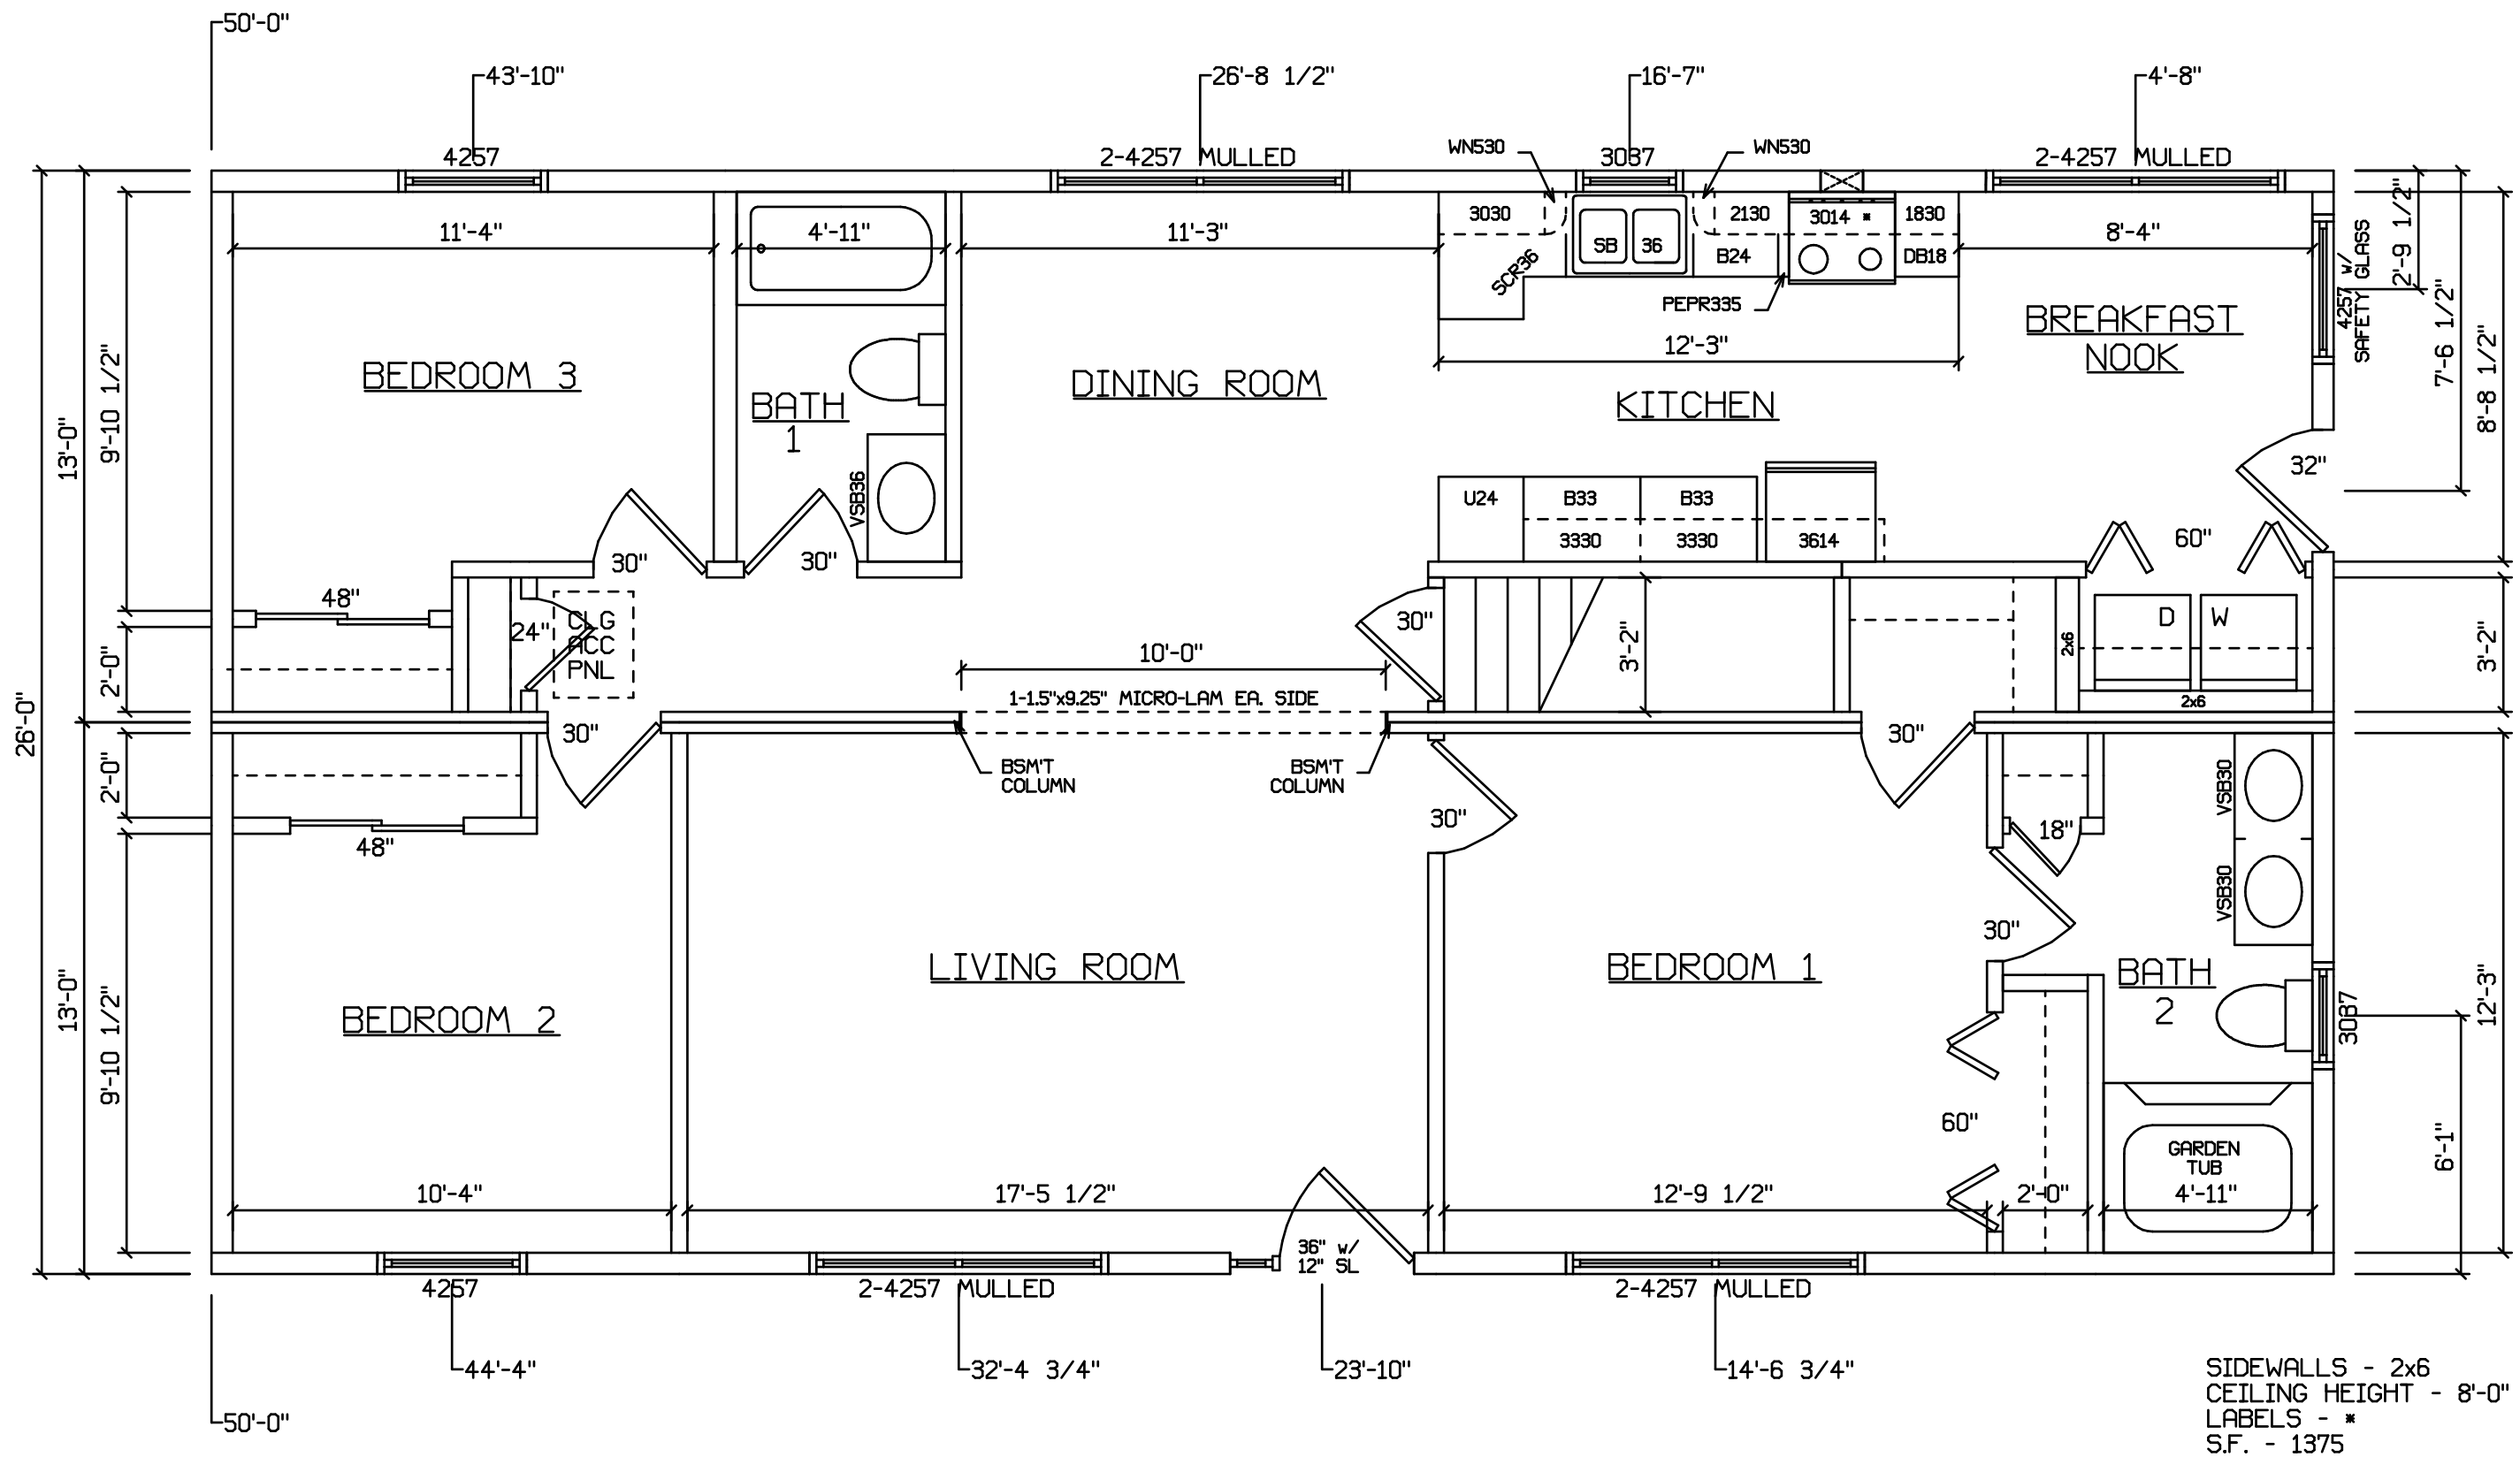 50'-0"
43'-10"
26'-8 1/2"
16'-7"
4'-8"
WN530
WN530
4257
2-4257 MULLED
3037
2-4257 MULLED
3030
2130
3014 *
1830
11'-4"
4'-11"
11'-3"
SB 36
B24
DB18
8'-4"
SCR36
PEPR335
4257 w/
SAFETY GLASS
2'-9 1/2"
7'-6 1/2"
8'-8 1/2"
12'-3"
BREAKFAST
NOOK
BEDROOM 3
BATH
1
DINING ROOM
KITCHEN
9'-10 1/2"
13'-0"
32"
VSB36
U24
B33
B33
3330
3330
3614
60"
30"
30"
48"
24"
CLG
ACC
PNL
30"
3'-2"
2x6
D
W
2x6
3'-2"
2'-0"
10'-0"
1-1.5"x9.25" MICRO-LAM EA. SIDE
26'-0"
30"
30"
BSM'T
COLUMN
BSM'T
COLUMN
2'-0"
48"
30"
18"
VSB30
VSB30
30"
BEDROOM 2
LIVING ROOM
BEDROOM 1
BATH
2
3037
12'-3"
13'-0"
9'-10 1/2"
60"
6'-1"
GARDEN
TUB
10'-4"
17'-5 1/2"
12'-9 1/2"
2'-0"
4'-11"
36" w/
12" SL
4257
2-4257 MULLED
2-4257 MULLED
44'-4"
32'-4 3/4"
23'-10"
14'-6 3/4"
50'-0"
SIDEWALLS - 2x6
CEILING HEIGHT - 8'-0"
LABELS - *
S.F. - 1375